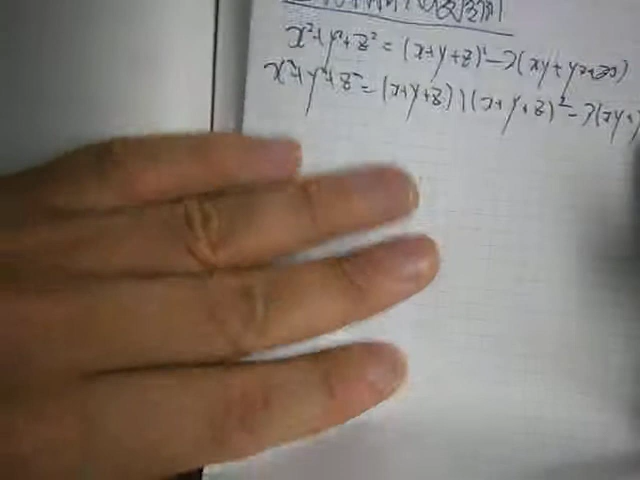 x²+y²+z² = (x+y+z)² - 2(xy+yz+zx)
x³+y³+z³ = (x+y+z){(x+y+z)² - 3(xy+